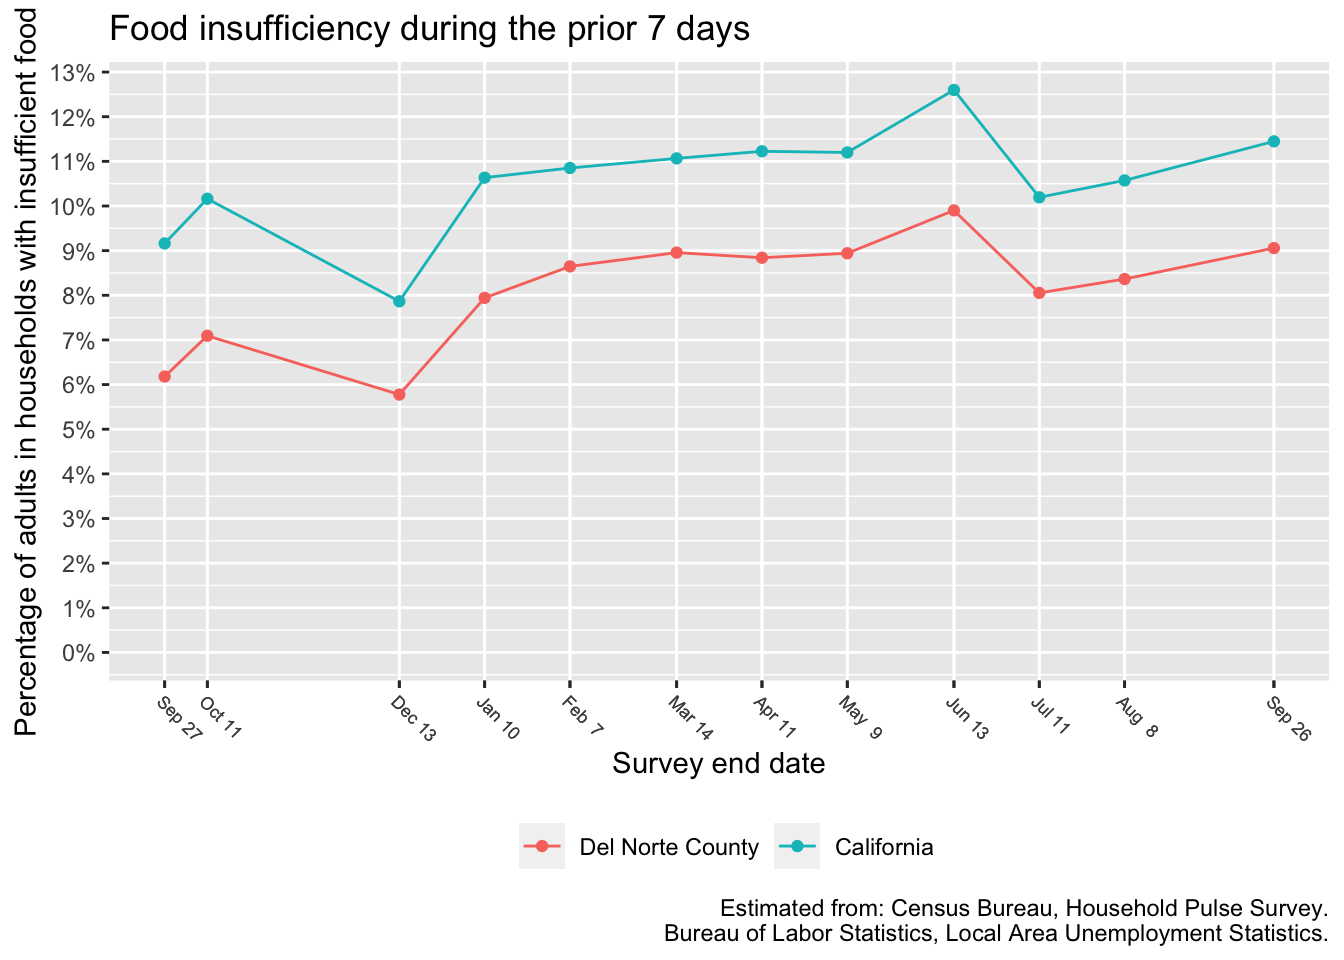 Food insufficiency during the prior 7 days
Percentage of adults in households with insufficient food
13%
12%
11%
10%
9%
8%
7%
6%
5%
4%
3%
2%
1%
0%
Sep 27
Oct 11
Dec 13
Jan 10
Feb 7
Mar 14
Apr 11
May 9
Jun 13
Jul 11
Aug 8
Sep 26
Survey end date
Del Norte County
California
Estimated from: Census Bureau, Household Pulse Survey.
Bureau of Labor Statistics, Local Area Unemployment Statistics.